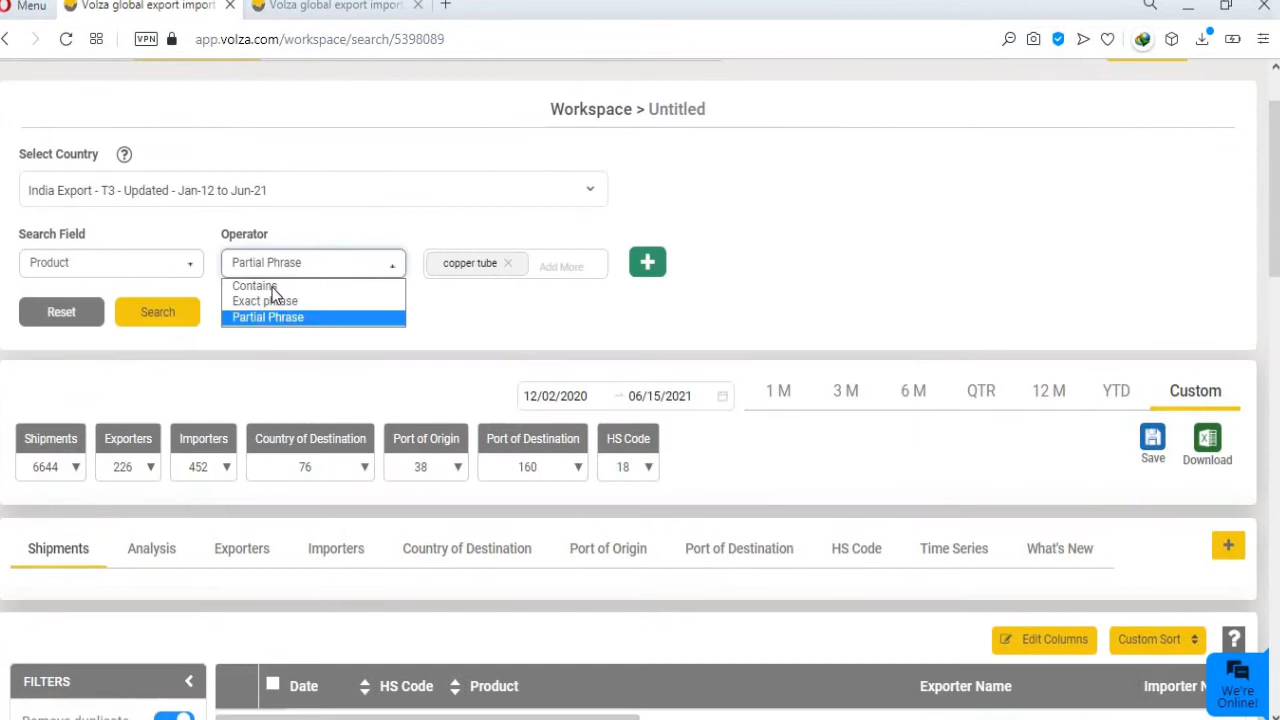 Menu
Volza global export import
Volza global export import
VPN
app.volza.com/workspace/search/5398089
Workspace > Untitled
Select Country
?
India Export - T3 - Updated - Jan-12 to Jun-21
Search Field
Operator
Product
Partial Phrase
copper tube
Add More
Contains
Exact phrase
Partial Phrase
Reset
Search
12/02/2020
06/15/2021
1 M
3 M
6 M
QTR
12 M
YTD
Custom
Shipments
Exporters
Importers
Country of Destination
Port of Origin
Port of Destination
HS Code
6644
226
452
76
38
160
18
Save
Download
Shipments
Analysis
Exporters
Importers
Country of Destination
Port of Origin
Port of Destination
HS Code
Time Series
What's New
Edit Columns
Custom Sort
?
FILTERS
Date
HS Code
Product
Exporter Name
Importer N
Remove duplicate
We're
Online!